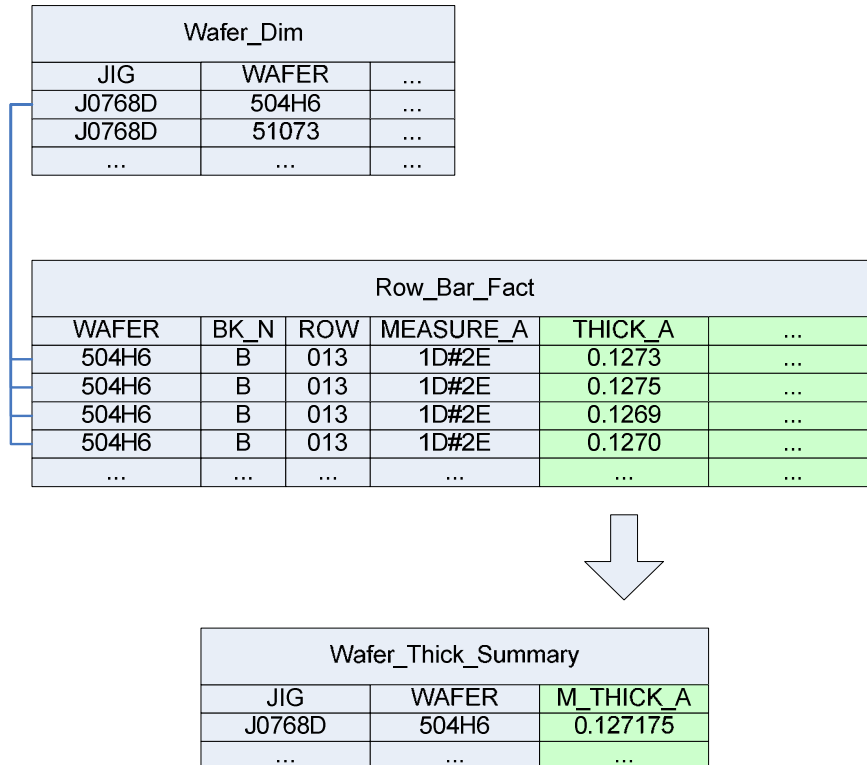 Wafer_Dim
JIG WAFER ...
J0768D 504H6 ...
J0768D 51073 ...
... ... ...
Row_Bar_Fact
WAFER BK_N ROW MEASURE_A THICK_A ...
504H6 B 013 1D#2E 0.1273 ...
504H6 B 013 1D#2E 0.1275 ...
504H6 B 013 1D#2E 0.1269 ...
504H6 B 013 1D#2E 0.1270 ...
... ... ... ... ... ...
Wafer_Thick_Summary
JIG WAFER M_THICK_A
J0768D 504H6 0.127175
... ... ...